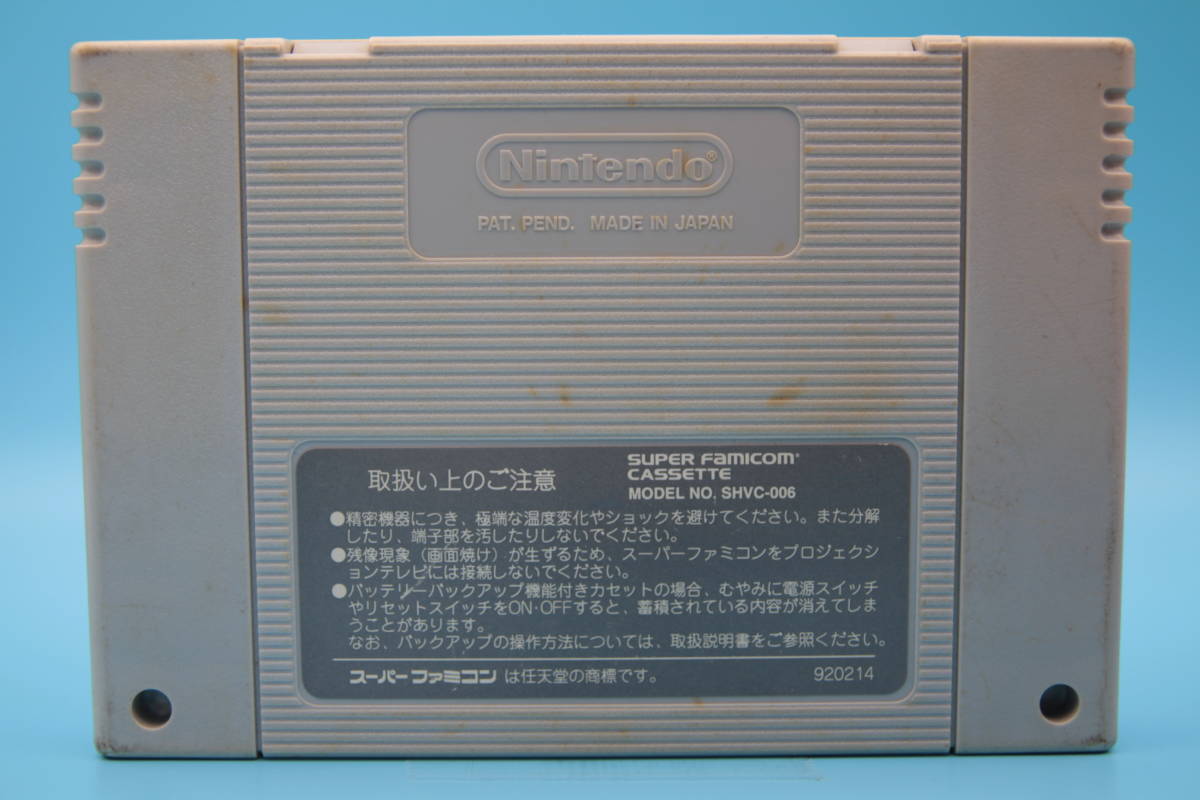 Nintendo®
PAT. PEND. MADE IN JAPAN
取扱い上のご注意
SUPER FAMICOM
CASSETTE
MODEL NO. SHVC-006
●精密機器につき、極端な温度変化やショックを避けてください。また分解
したり、端子部を汚したりしないでください。
●残像現象（画面焼け）が生ずるため、スーパーファミコンをプロジェクシ
ョンテレビには接続しないでください。
●バッテリーバックアップ機能付きカセットの場合、むやみに電源スイッチ
やリセットスイッチをON・OFFすると、蓄積されている内容が消えてしま
うことがあります。
なお、バックアップの操作方法については、取扱説明書をご参照ください。
スーパーファミコンは任天堂の商標です。
920214